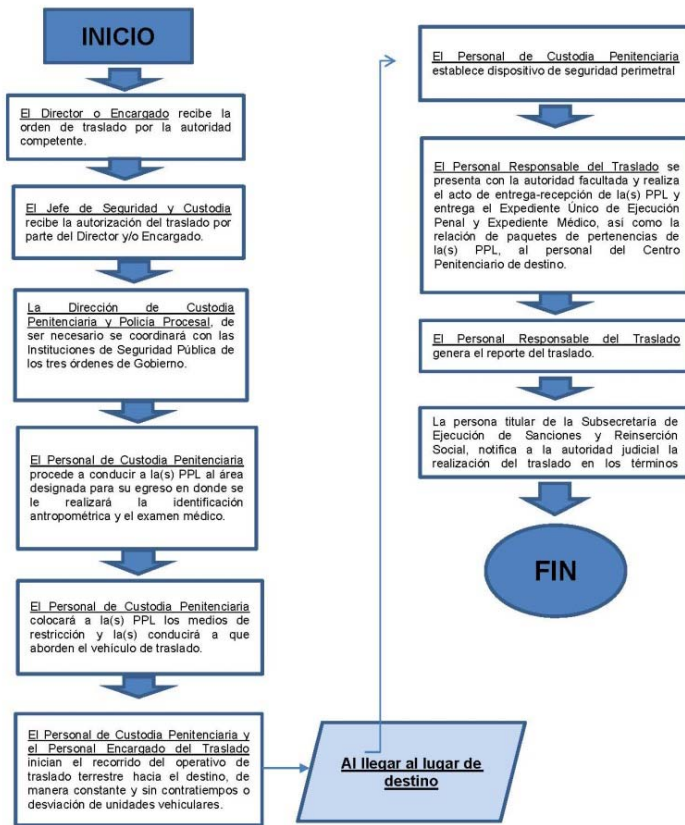 INICIO
El Director o Encargado recibe la
orden de traslado por la autoridad
competente.
El Jefe de Seguridad y Custodia
recibe la autorización del traslado por
parte del Director y/o Encargado.
La Dirección de Custodia
Penitenciaria y Policía Procesal, de
ser necesario se coordinará con las
Instituciones de Seguridad Pública de
los tres órdenes de Gobierno.
El Personal de Custodia Penitenciaria
procede a conducir a la(s) PPL al área
designada para su egreso en donde se
le realizará la identificación
antropométrica y el examen médico.
El Personal de Custodia Penitenciaria
colocará a la(s) PPL los medios de
restricción y la(s) conducirá a que
aborden el vehículo de traslado.
El Personal de Custodia Penitenciaria y
el Personal Encargado del Traslado
inician el recorrido del operativo de
traslado terrestre hacia el destino, de
manera constante y sin contratiempos o
desviación de unidades vehiculares.
Al llegar al lugar de
destino
El Personal de Custodia Penitenciaria
establece dispositivo de seguridad perimetral
El Personal Responsable del Traslado se
presenta con la autoridad facultada y realiza
el acto de entrega-recepción de la(s) PPL y
entrega el Expediente Único de Ejecución
Penal y Expediente Médico, así como la
relación de paquetes de pertenencias de
la(s) PPL, al personal del Centro
Penitenciario de destino.
El Personal Responsable del Traslado
genera el reporte del traslado.
La persona titular de la Subsecretaría de
Ejecución de Sanciones y Reinserción
Social, notifica a la autoridad judicial la
realización del traslado en los términos
FIN